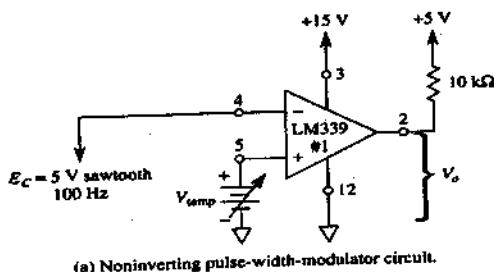 +15 V
+5 V
3
10 kΩ
4
−
LM339
#1
2
5
+
E_C = 5 V sawtooth
100 Hz
+
V_temp
−
12
V_o
(a) Noninverting pulse-width-modulator circuit.